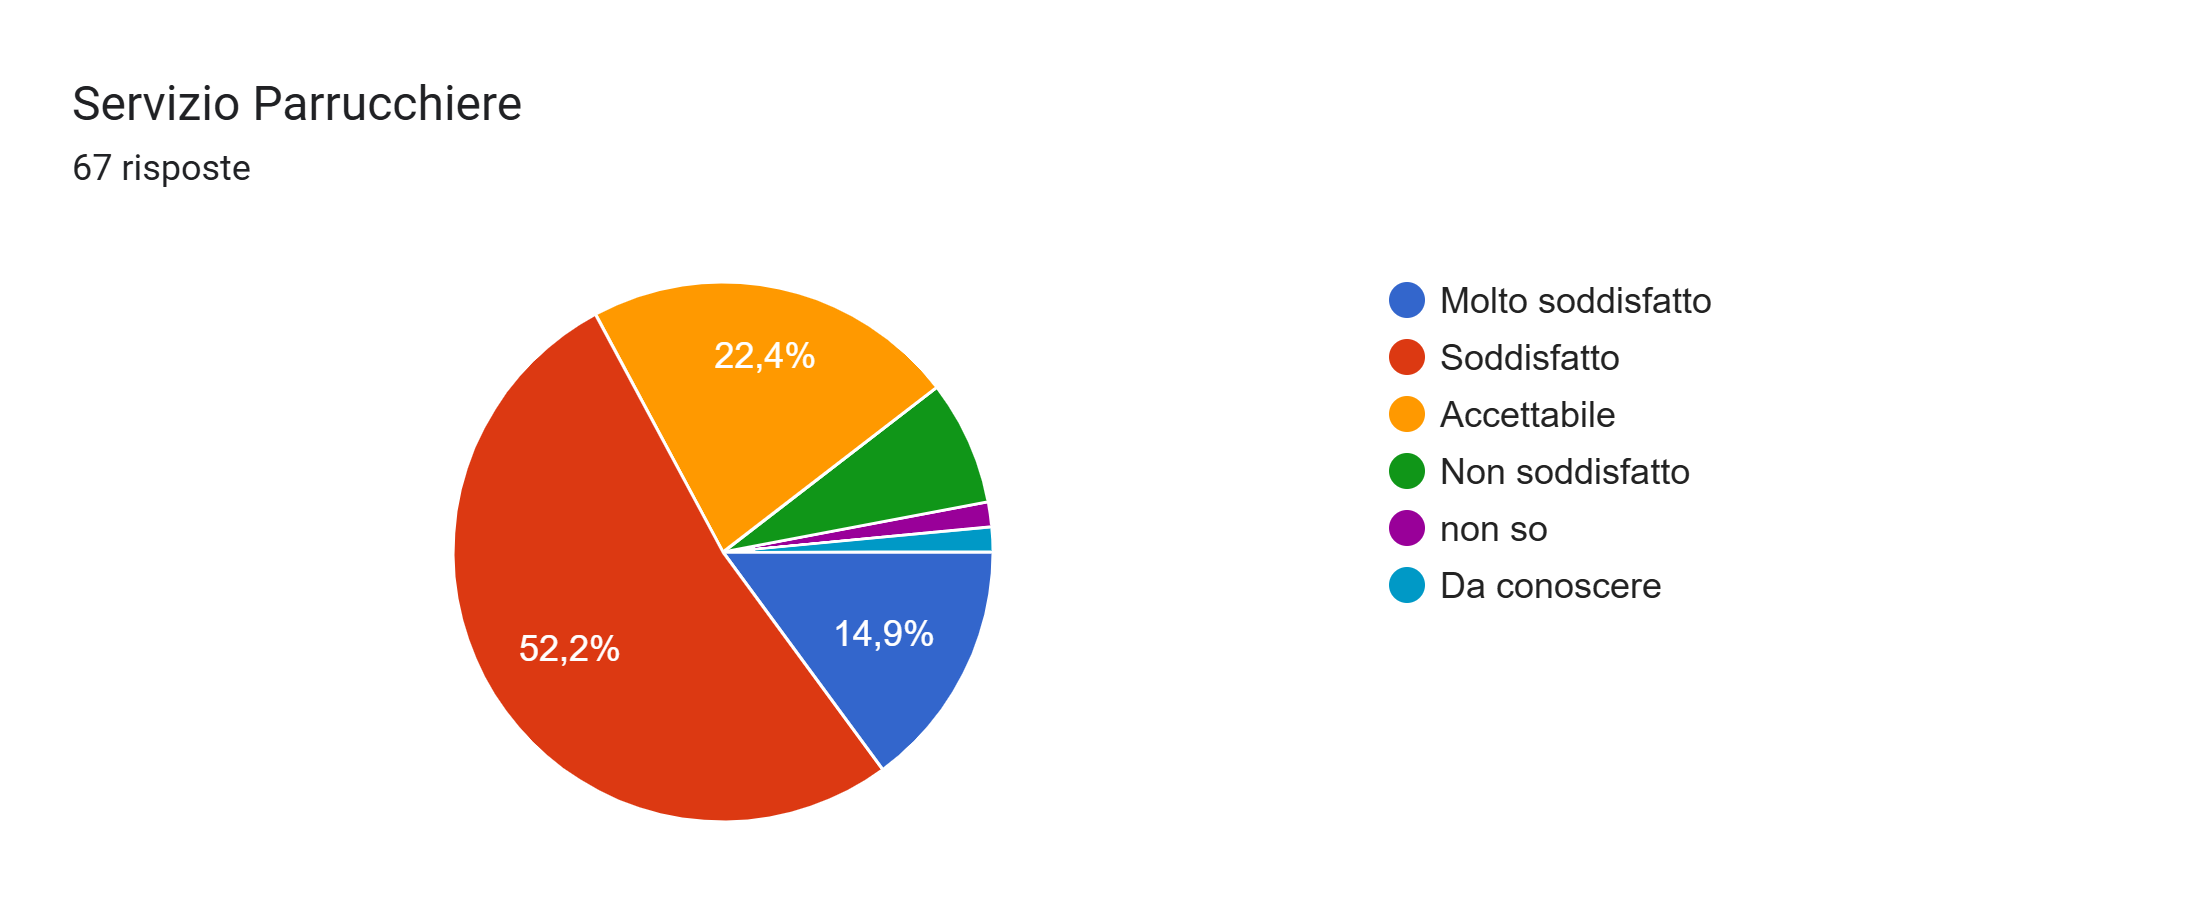 Servizio Parrucchiere
67 risposte
22,4%
52,2%
14,9%
Molto soddisfatto
Soddisfatto
Accettabile
Non soddisfatto
non so
Da conoscere